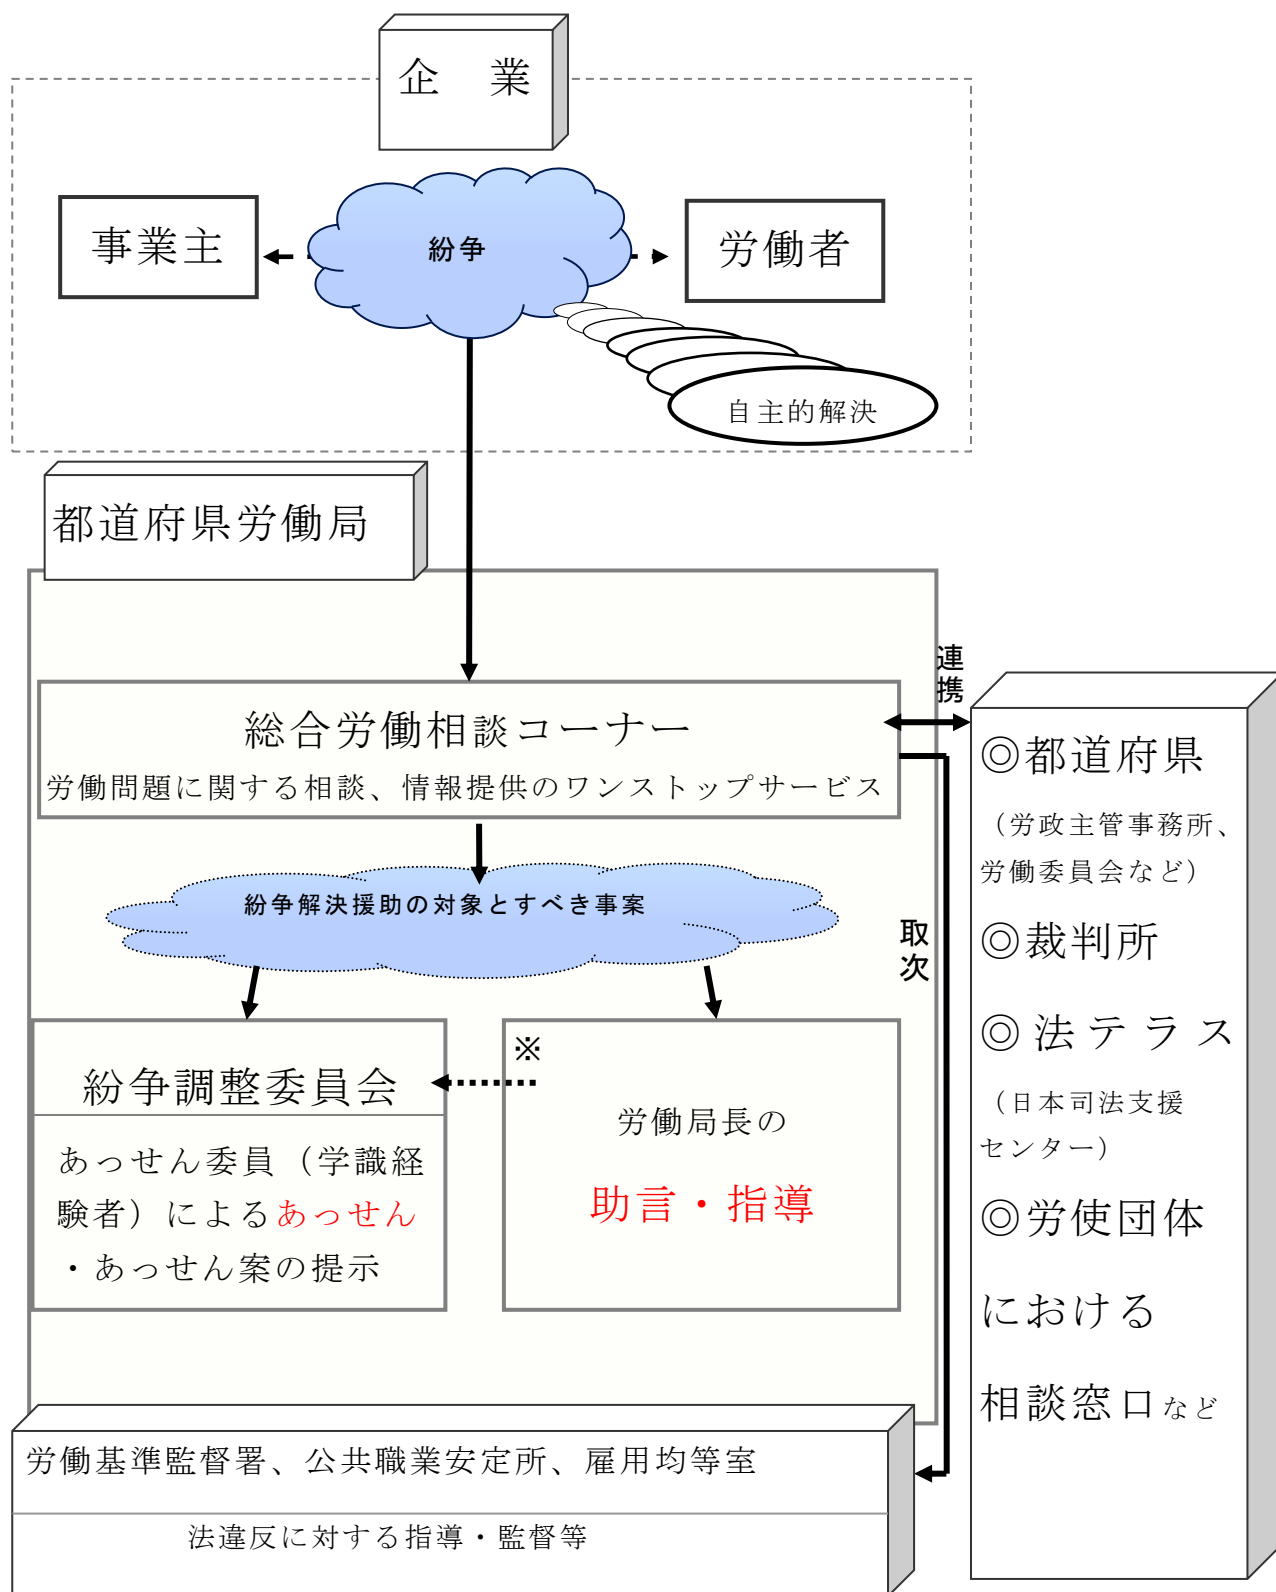 企　業
事業主
紛争
労働者
自主的解決
都道府県労働局
総合労働相談コーナー
労働問題に関する相談、情報提供のワンストップサービス
連携
取次
紛争解決援助の対象とすべき事案
紛争調整委員会
あっせん委員（学識経
験者）によるあっせん
・あっせん案の提示
※
労働局長の
助言・指導
◎都道府県
（労政主管事務所、
労働委員会など）
◎裁判所
◎法テラス
（日本司法支援
センター）
◎労使団体
における
相談窓口など
労働基準監督署、公共職業安定所、雇用均等室
法違反に対する指導・監督等